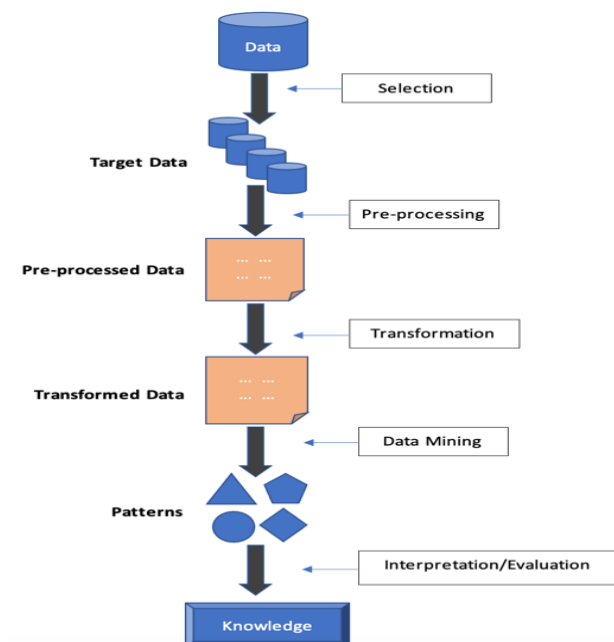 Data
Selection
Target Data
Pre-processing
Pre-processed Data
... ...
... ...
Transformation
Transformed Data
... ...
... ...
Data Mining
Patterns
Interpretation/Evaluation
Knowledge